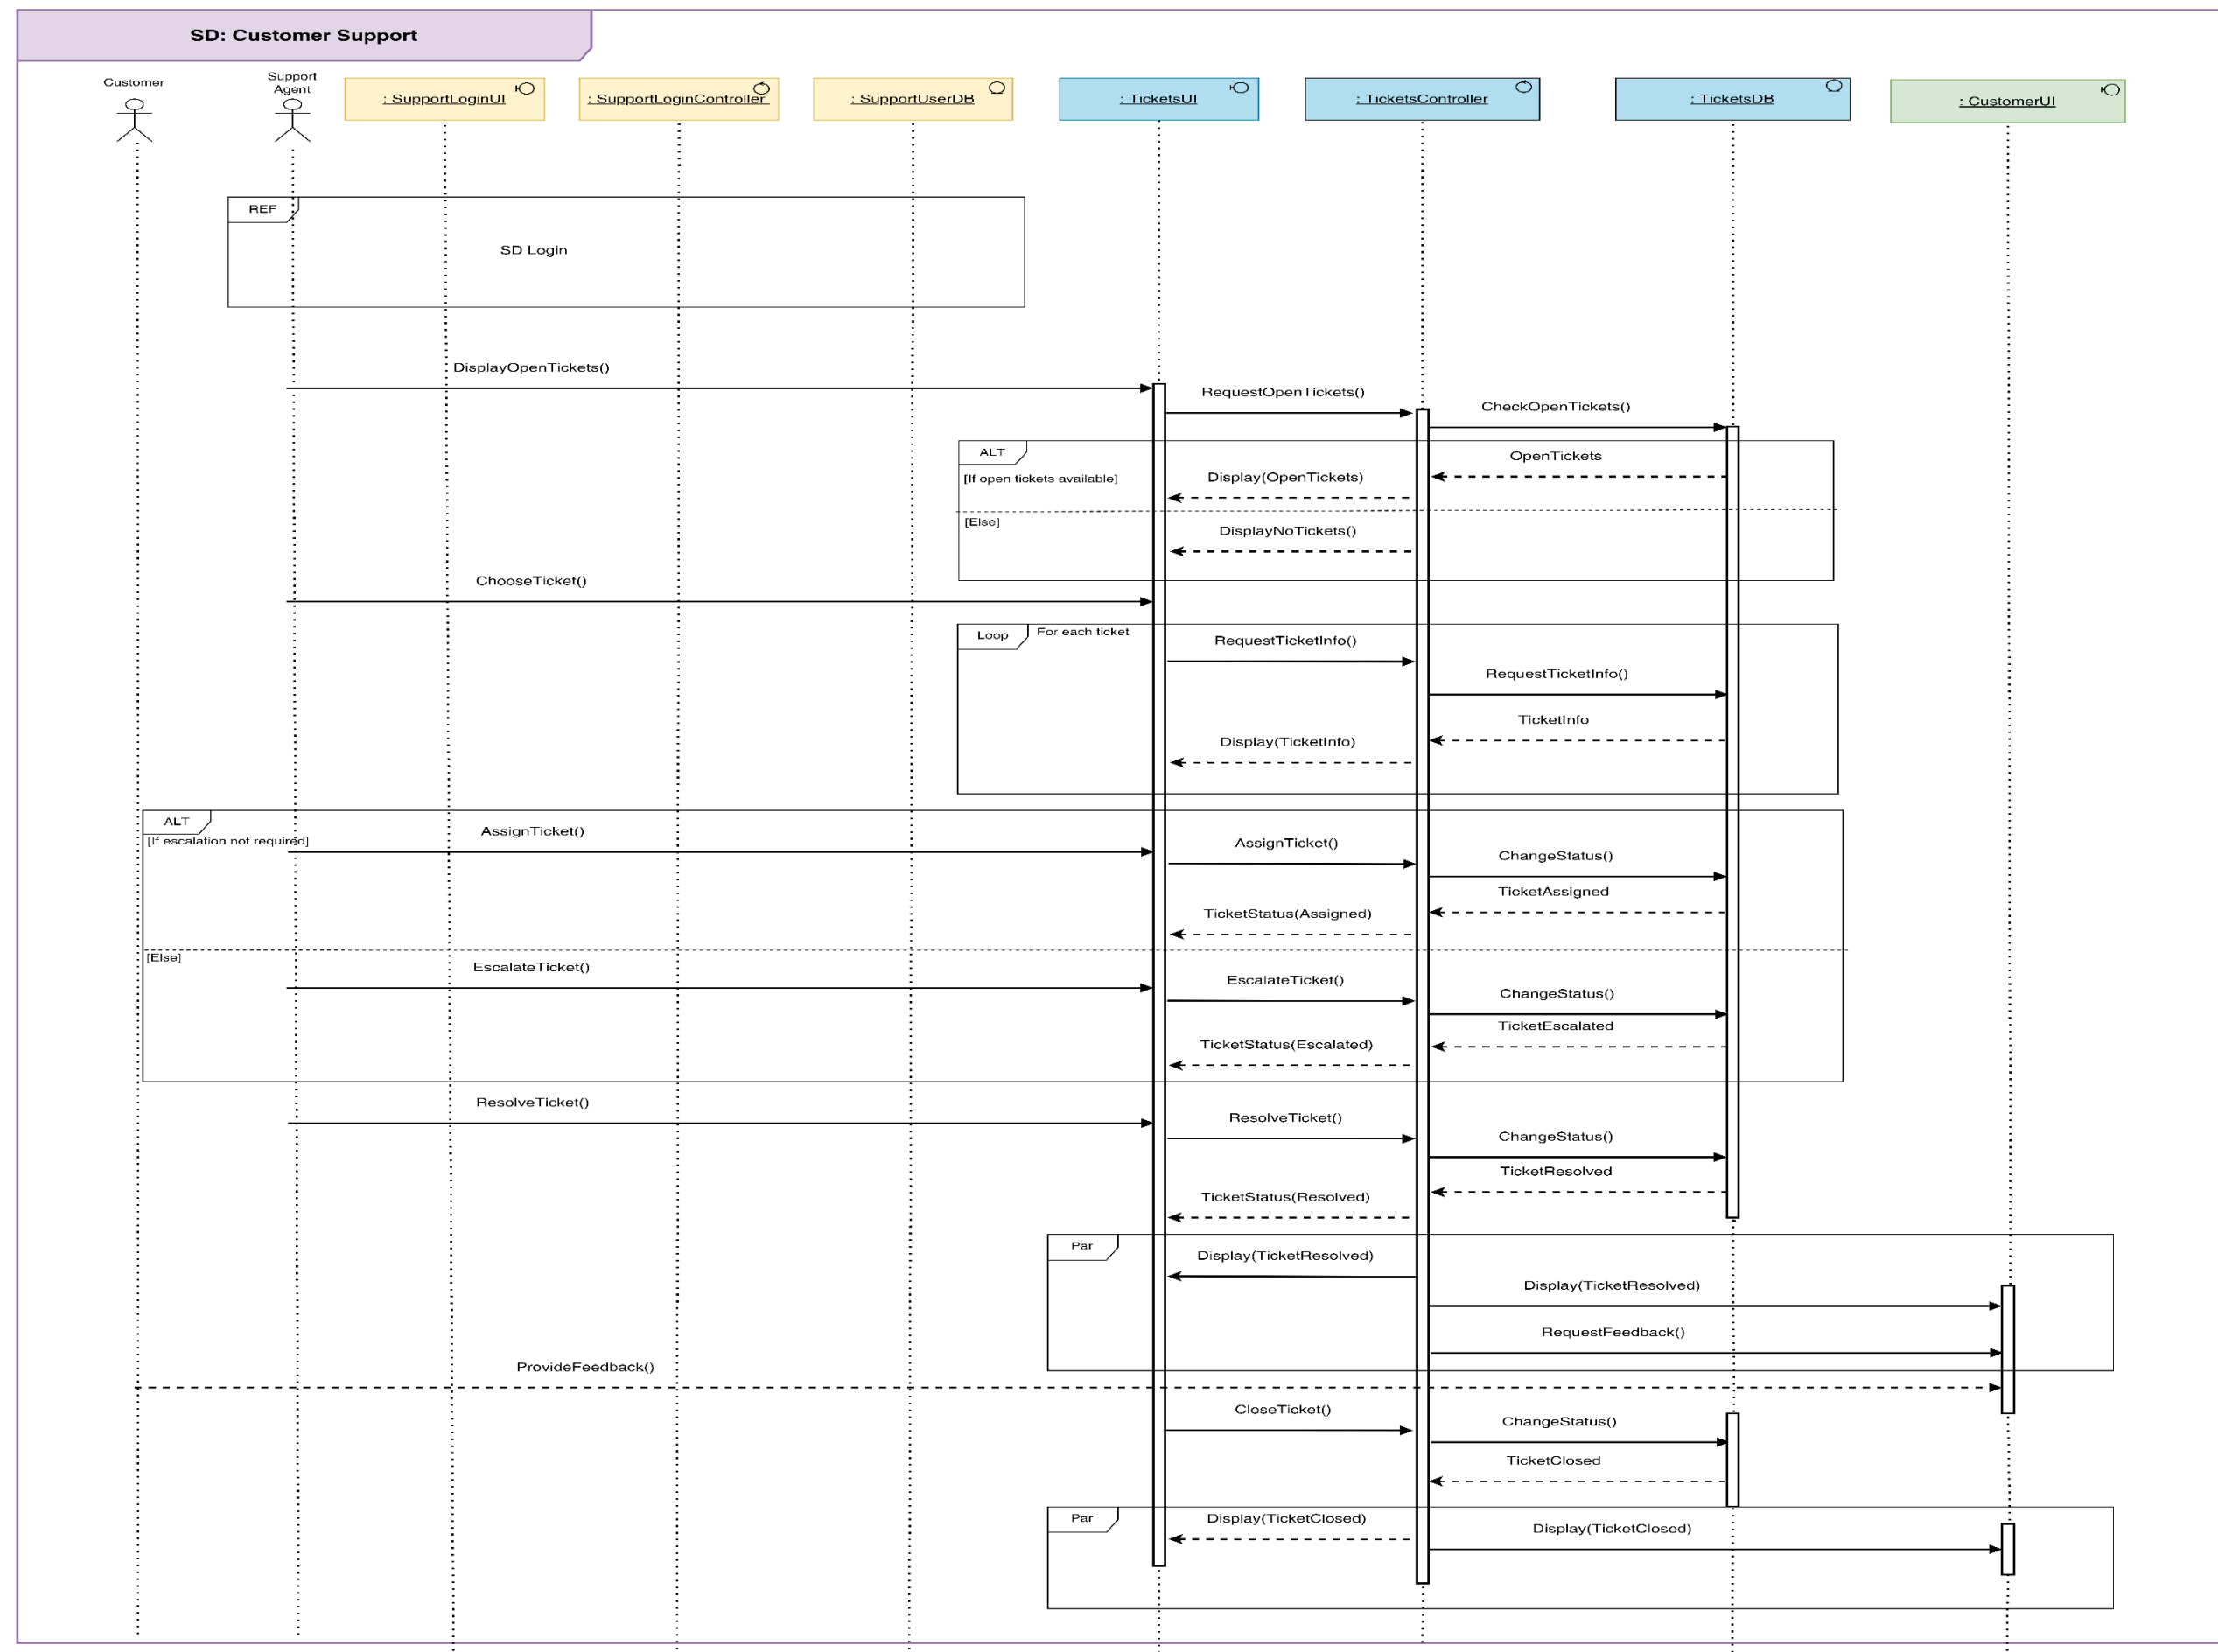 SD: Customer Support
Customer
Support
Agent
: SupportLoginUI
: SupportLoginController
: SupportUserDB
: TicketsUI
: TicketsController
: TicketsDB
: CustomerUI
REF
SD Login
DisplayOpenTickets()
RequestOpenTickets()
CheckOpenTickets()
ALT
OpenTickets
[If open tickets available]
Display(OpenTickets)
[Else]
DisplayNoTickets()
ChooseTicket()
Loop
For each ticket
RequestTicketInfo()
RequestTicketInfo()
TicketInfo
Display(TicketInfo)
ALT
[If escalation not required]
AssignTicket()
AssignTicket()
ChangeStatus()
TicketAssigned
TicketStatus(Assigned)
[Else]
EscalateTicket()
EscalateTicket()
ChangeStatus()
TicketEscalated
TicketStatus(Escalated)
ResolveTicket()
ResolveTicket()
ChangeStatus()
TicketResolved
TicketStatus(Resolved)
Par
Display(TicketResolved)
Display(TicketResolved)
RequestFeedback()
ProvideFeedback()
CloseTicket()
ChangeStatus()
TicketClosed
Par
Display(TicketClosed)
Display(TicketClosed)